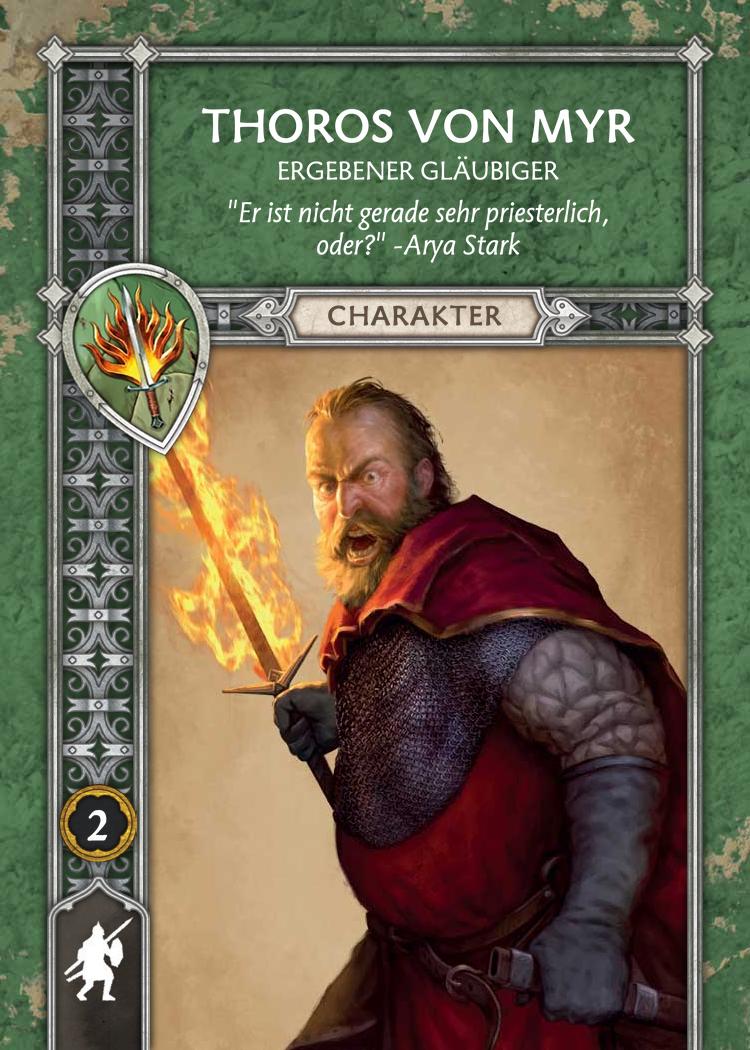 THOROS VON MYR
ERGEBENER GLÄUBIGER
"Er ist nicht gerade sehr priesterlich,
oder?" -Arya Stark
CHARAKTER
2